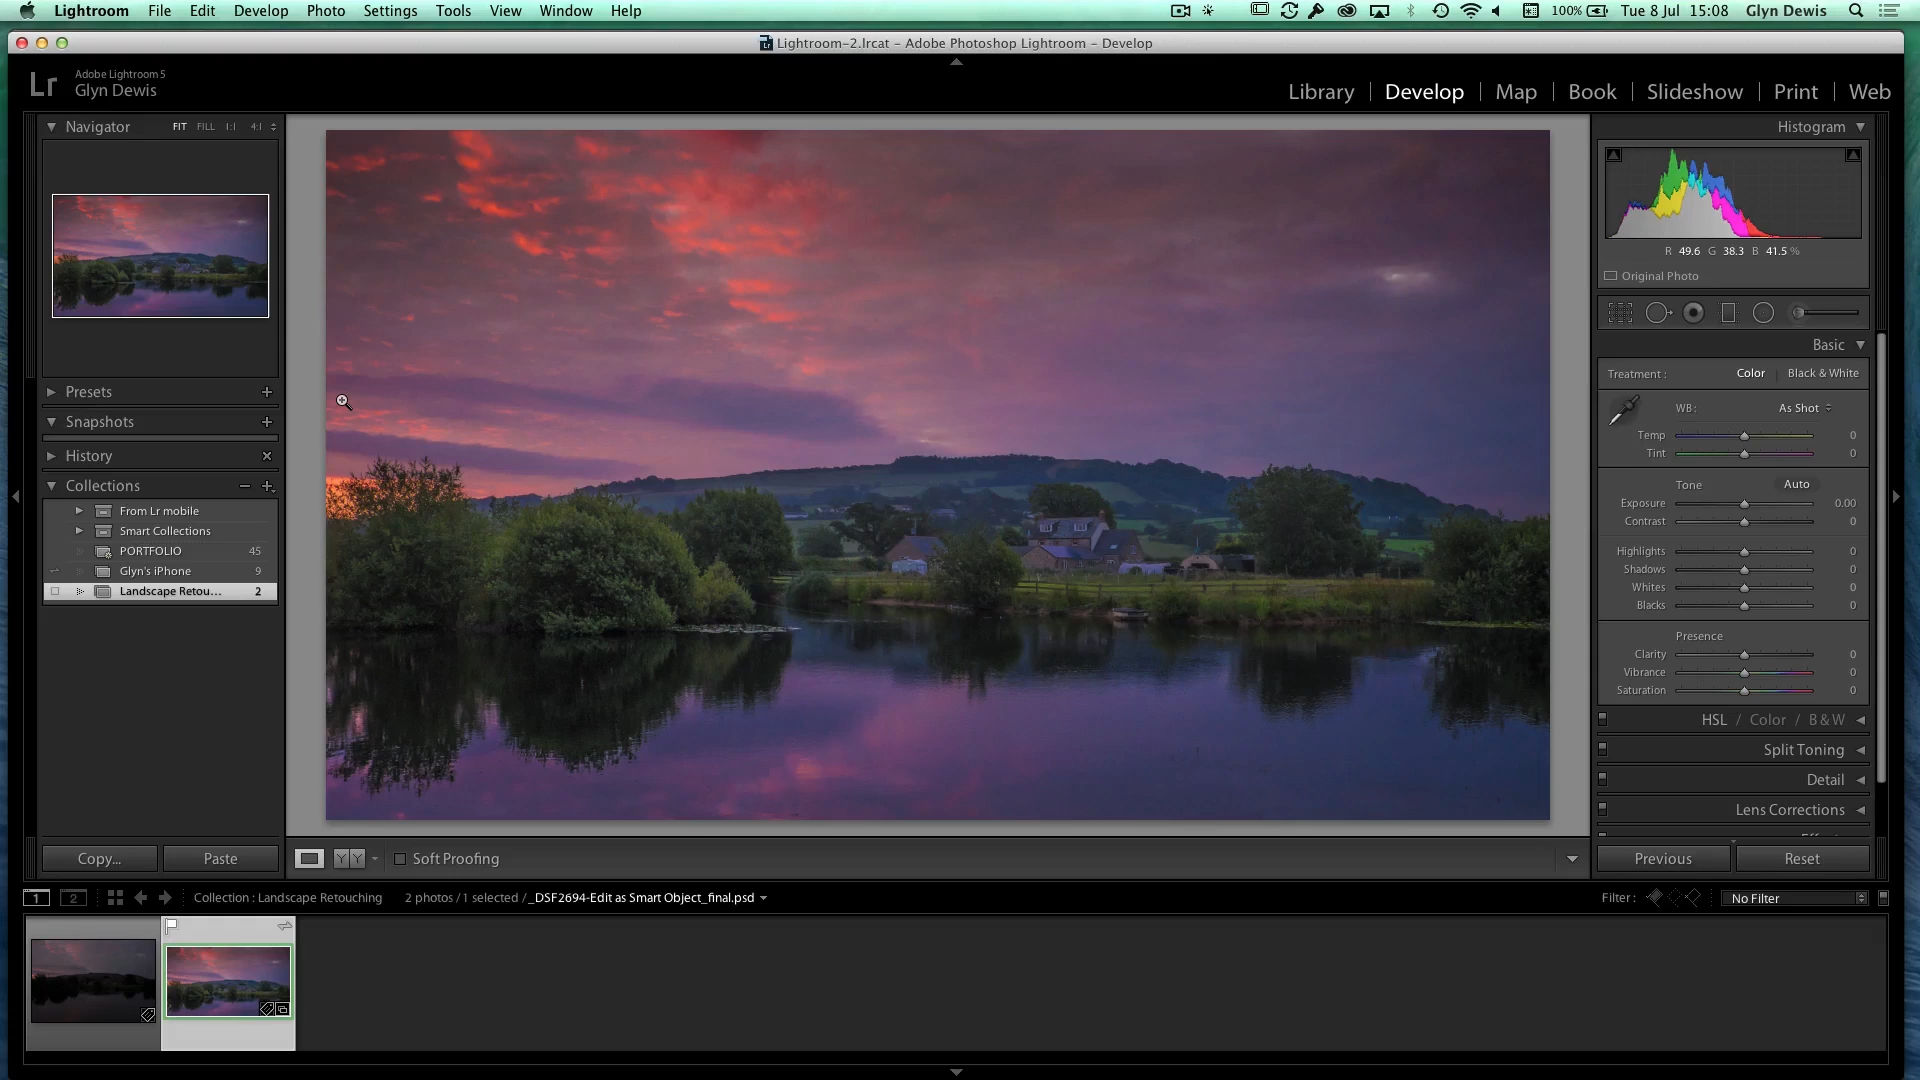 Lightroom File Edit Develop Photo Settings Tools View Window Help 100% Tue 8 Jul 15:08 Glyn Dewis
Lightroom-2.lrcat – Adobe Photoshop Lightroom – Develop
Lr Adobe Lightroom 5
Glyn Dewis
Library | Develop | Map | Book | Slideshow | Print | Web
Navigator FIT FILL 1:1 4:1
Histogram
R 49.6 G 38.3 B 41.5 %
Original Photo
Basic
Treatment : Color Black & White
WB: As Shot
Temp 0
Tint 0
Tone Auto
Exposure 0.00
Contrast 0
Highlights 0
Shadows 0
Whites 0
Blacks 0
Presence
Clarity 0
Vibrance 0
Saturation 0
HSL / Color / B & W
Split Toning
Detail
Lens Corrections
Previous Reset
Presets +
Snapshots +
History ×
Collections – +
From Lr mobile
Smart Collections
PORTFOLIO 45
Glyn's iPhone 9
Landscape Retou... 2
Copy... Paste
YY Soft Proofing
1 2 Collection : Landscape Retouching 2 photos / 1 selected / _DSF2694-Edit as Smart Object_final.psd
Filter : No Filter